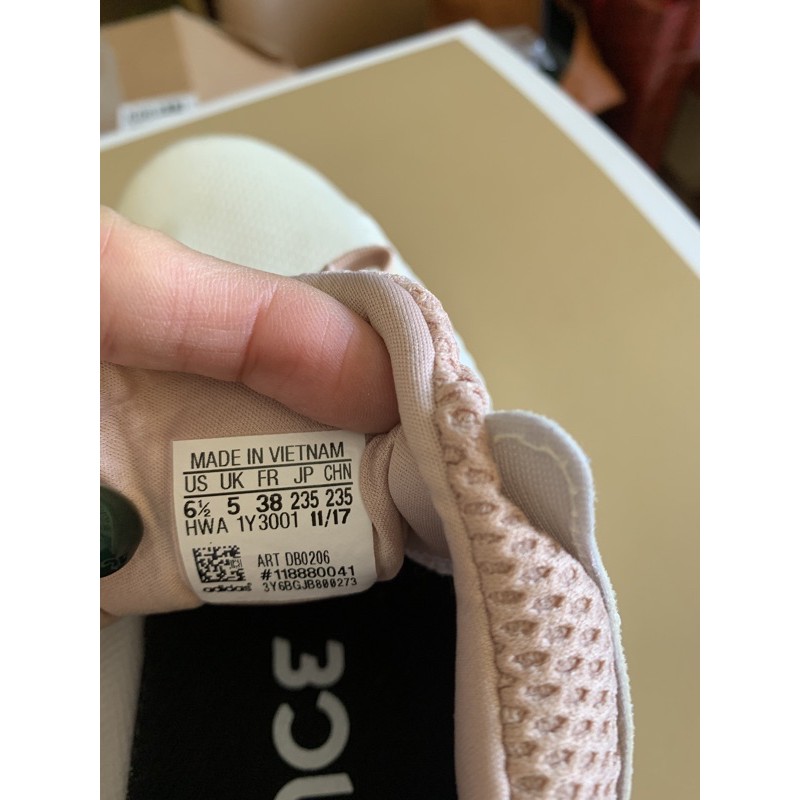 MADE IN VIETNAM
US UK FR JP CHN
6½ 5 38 235 235
HWA 1Y3001 11/17
ART DB0206
#118880041
adidas 3Y6BGJB800273